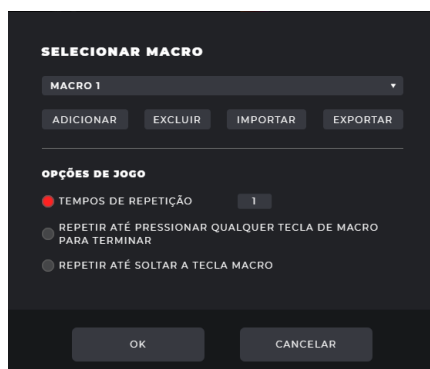 SELECIONAR MACRO
MACRO 1
ADICIONAR EXCLUIR IMPORTAR EXPORTAR
OPÇÕES DE JOGO
TEMPOS DE REPETIÇÃO 1
REPETIR ATÉ PRESSIONAR QUALQUER TECLA DE MACRO
PARA TERMINAR
REPETIR ATÉ SOLTAR A TECLA MACRO
OK CANCELAR